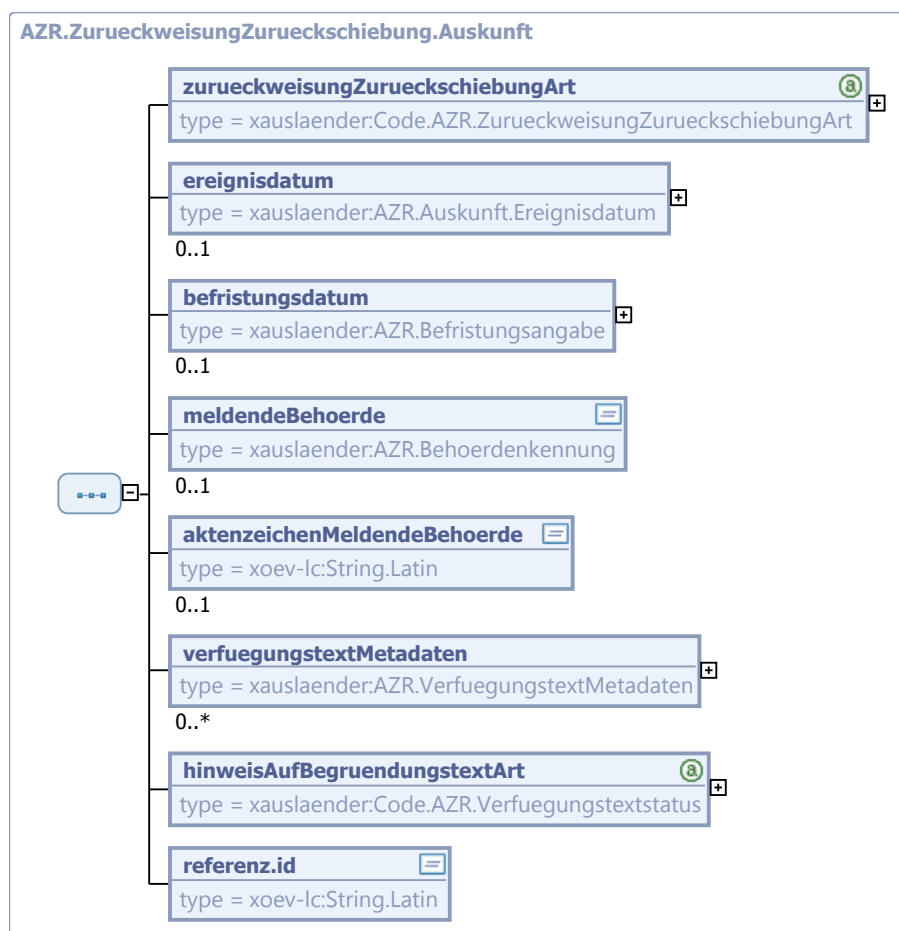 AZR.ZurueckweisungZurueckschiebung.Auskunft
zurueckweisungZurueckschiebungArt
type = xauslaender:Code.AZR.ZurueckweisungZurueckschiebungArt
ereignisdatum
type = xauslaender:AZR.Auskunft.Ereignisdatum
0..1
befristungsdatum
type = xauslaender:AZR.Befristungsangabe
0..1
meldendeBehoerde
type = xauslaender:AZR.Behoerdenkennung
0..1
aktenzeichenMeldendeBehoerde
type = xoev-lc:String.Latin
0..1
verfuegungstextMetadaten
type = xauslaender:AZR.VerfuegungstextMetadaten
0..*
hinweisAufBegruendungstextArt
type = xauslaender:Code.AZR.Verfuegungstextstatus
referenz.id
type = xoev-lc:String.Latin